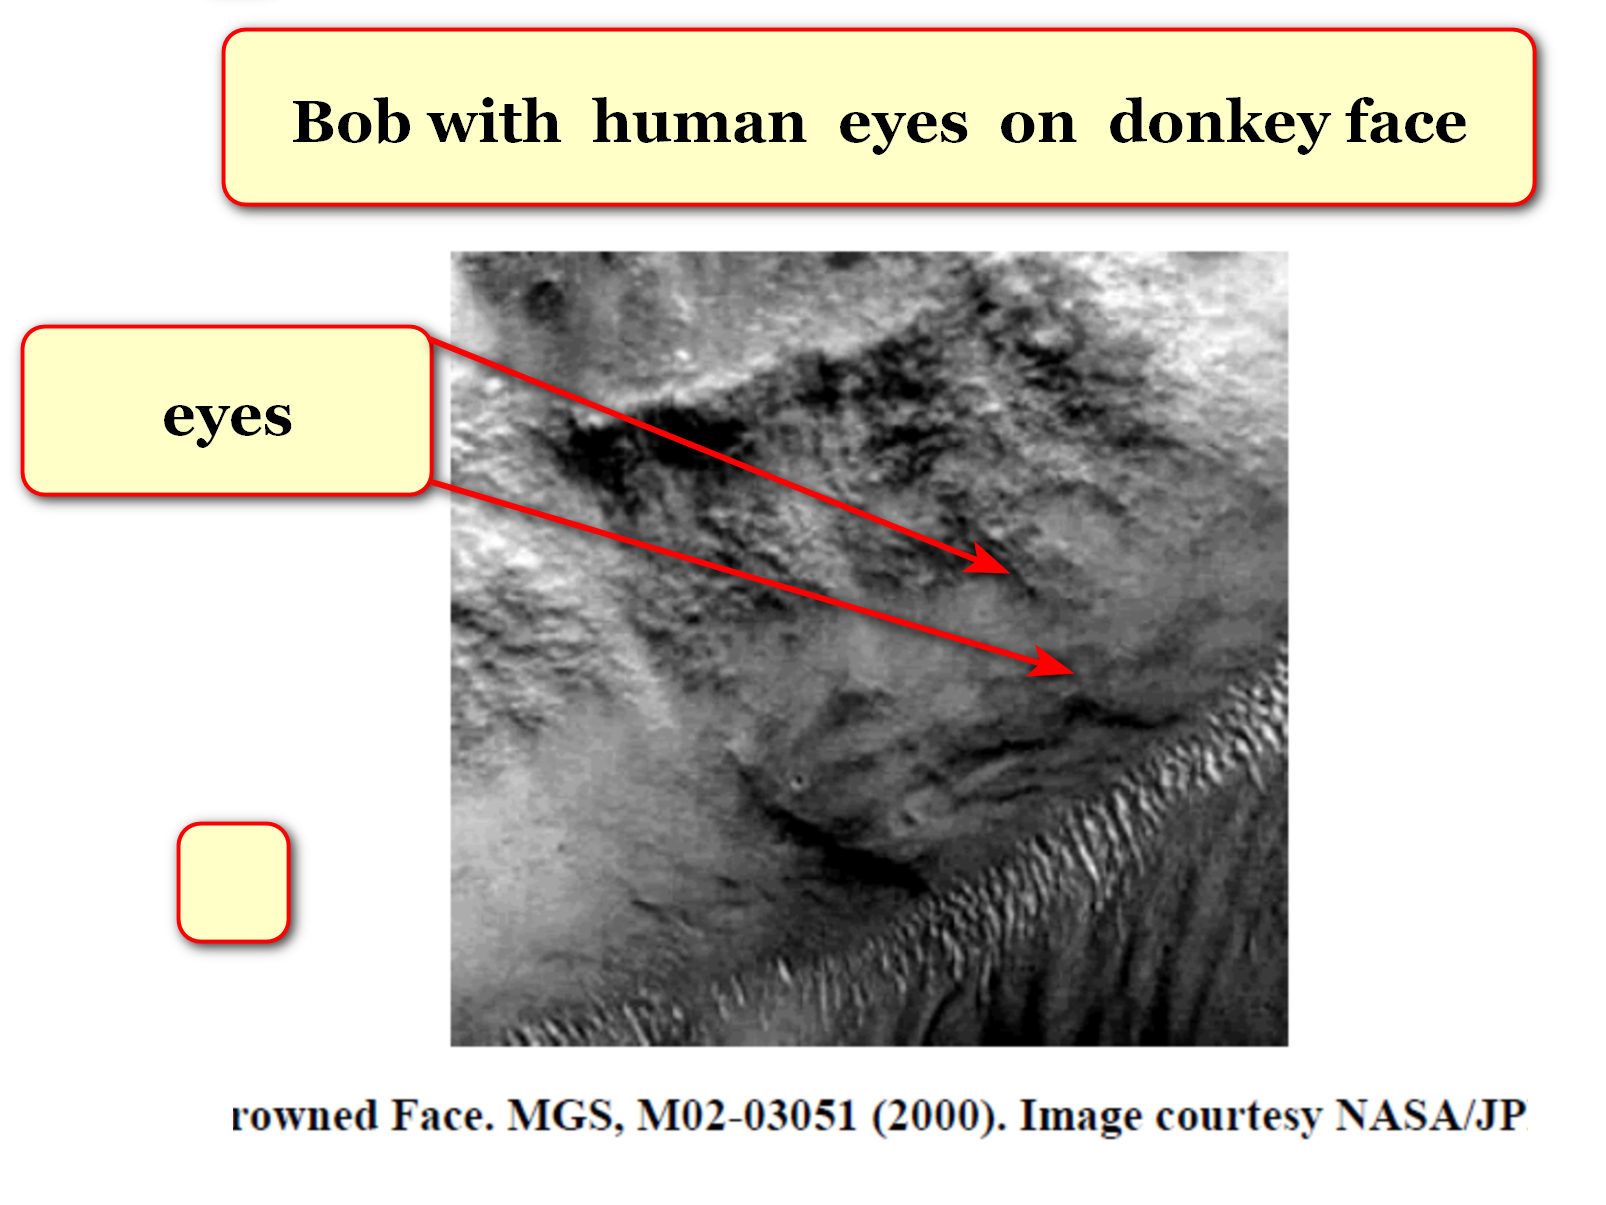 Bob with human eyes on donkey face
eyes
rowned Face. MGS, M02-03051 (2000). Image courtesy NASA/JP